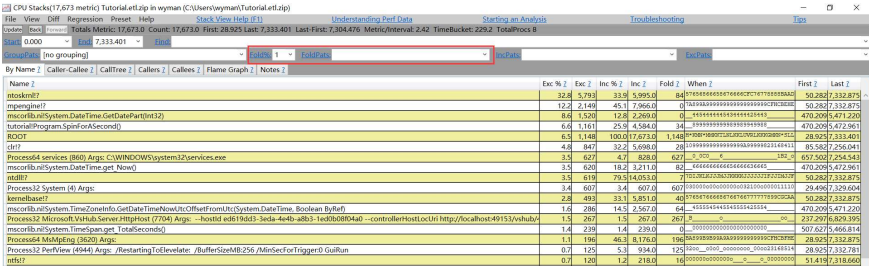 CPU Stacks(17,673 metric) Tutorial.etl.zip in wyman (C:\Users\wyman\Tutorial.etl.zip)
File View Diff Regression Preset Help Stack View Help (F1) Understanding Perf Data Starting an Analysis Troubleshooting Tips
Update Back Forward Totals Metric: 17,673.0 Count: 17,673.0 First: 28.925 Last: 7,333.401 Last-First: 7,304.476 Metric/Interval: 2.42 TimeBucket: 229.2 TotalProcs 8
Start: 0.000 End: 7,333.401 Find:
GroupPats: [no grouping] Fold%: 1 FoldPats: IncPats: ExcPats:
By Name ? Caller-Callee ? CallTree ? Callers ? Callees ? Flame Graph ? Notes ?
Name ? Exc % ? Exc ? Inc % ? Inc ? Fold ? When ? First ? Last ?
ntoskrnl!? 32.8 5,793 33.9 5,995.0 84 50.282 7,332.875
mpengine!? 12.2 2,149 45.1 7,966.0 0 50.282 7,332.875
mscorlib.ni!System.DateTime.GetDatePart(Int32) 8.6 1,520 12.8 2,269.0 0 470.209 5,471.220
tutorial!Program.SpinForASecond() 6.6 1,161 25.9 4,584.0 34 470.209 5,472.961
ROOT 6.5 1,148 100.0 17,673.0 1,148 28.925 7,333.401
clr!? 4.8 847 32.2 5,698.0 28 85.582 7,256.041
Process64 services (860) Args: C:\WINDOWS\system32\services.exe 3.5 627 4.7 828.0 627 507.502 7,254.543
mscorlib.ni!System.DateTime.get_Now() 3.5 620 18.2 3,211.0 82 470.209 5,472.961
ntdll!? 3.5 619 79.5 14,053.0 7 50.282 7,332.875
Process32 System (4) Args: 3.4 607 3.4 607.0 607 29.496 7,329.604
kernelbase!? 2.8 493 33.1 5,851.0 40 50.282 7,332.875
mscorlib.ni!System.TimeZoneInfo.GetDateTimeNowUtcOffsetFromUtc(System.DateTime, Boolean ByRef) 1.6 286 14.5 2,567.0 64 470.209 5,471.220
Process32 Microsoft.VsHub.Server.HttpHost (7704) Args: --hostId ed619dd3-3eda-4e4b-a8b3-1ed0b08f04a0 --controllerHostLocUri http://localhost:49153/vshub/ 1.5 267 1.5 267.0 267 237.297 6,829.395
mscorlib.ni!System.TimeSpan.get_TotalSeconds() 1.4 239 1.4 239.0 0 507.627 5,466.814
Process64 MsMpEng (3620) Args: 1.1 196 46.3 8,176.0 196 28.925 7,332.875
Process32 PerfView (4944) Args: /RestartingToElevelate: /BufferSizeMB:256 /MinSecForTrigger:0 GuiRun 0.7 125 5.3 934.0 125 28.925 7,332.781
ntfs!? 0.7 120 1.2 218.0 16 51.419 7,318.660